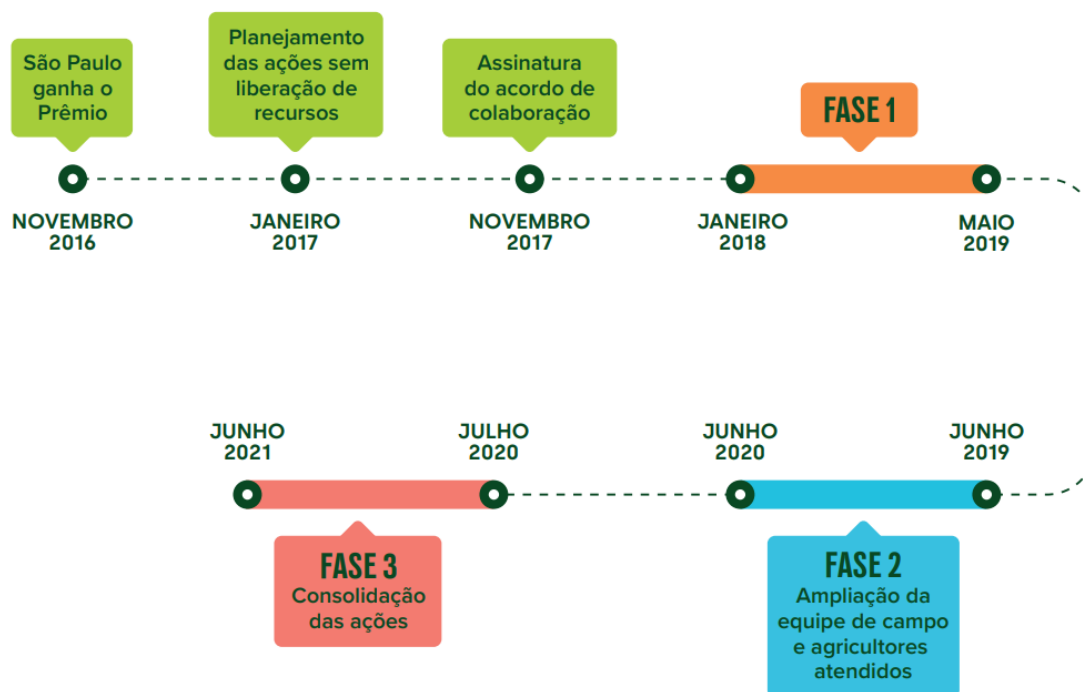 São Paulo
ganha o
Prêmio
Planejamento
das ações sem
liberação de
recursos
Assinatura
do acordo de
colaboração
FASE 1
NOVEMBRO
2016
JANEIRO
2017
NOVEMBRO
2017
JANEIRO
2018
MAIO
2019
JUNHO
2021
JULHO
2020
JUNHO
2020
JUNHO
2019
FASE 3
Consolidação
das ações
FASE 2
Ampliação da
equipe de campo
e agricultores
atendidos